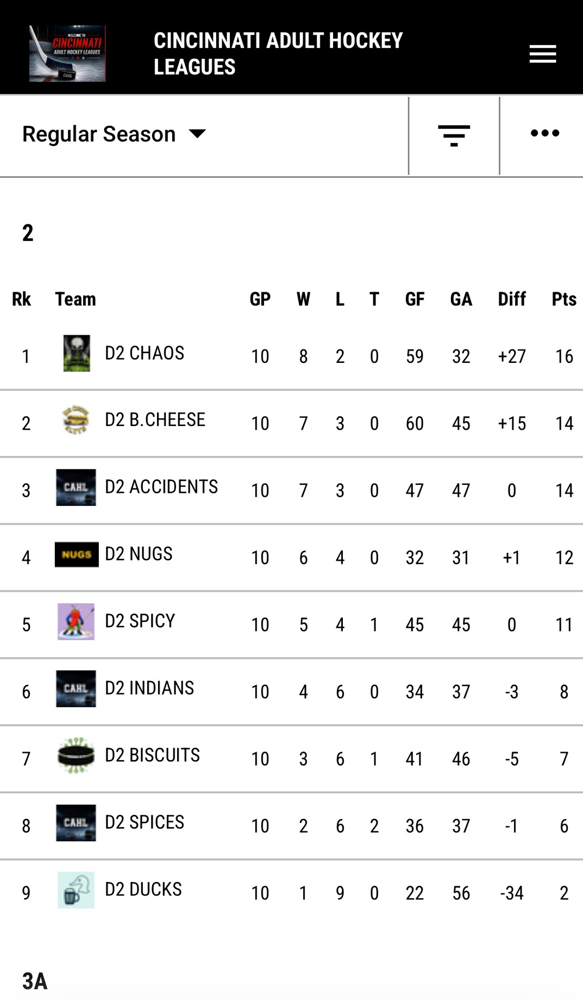 WELCOME TO
CINCINNATI
ADULT HOCKEY LEAGUES
CAHL
CINCINNATI ADULT HOCKEY
LEAGUES
Regular Season
2
Rk Team GP W L T GF GA Diff Pts
1 D2 CHAOS 10 8 2 0 59 32 +27 16
2 D2 B.CHEESE 10 7 3 0 60 45 +15 14
3 CAHL D2 ACCIDENTS 10 7 3 0 47 47 0 14
4 NUGS D2 NUGS 10 6 4 0 32 31 +1 12
5 D2 SPICY 10 5 4 1 45 45 0 11
6 CAHL D2 INDIANS 10 4 6 0 34 37 -3 8
7 D2 BISCUITS 10 3 6 1 41 46 -5 7
8 CAHL D2 SPICES 10 2 6 2 36 37 -1 6
9 D2 DUCKS 10 1 9 0 22 56 -34 2
3A